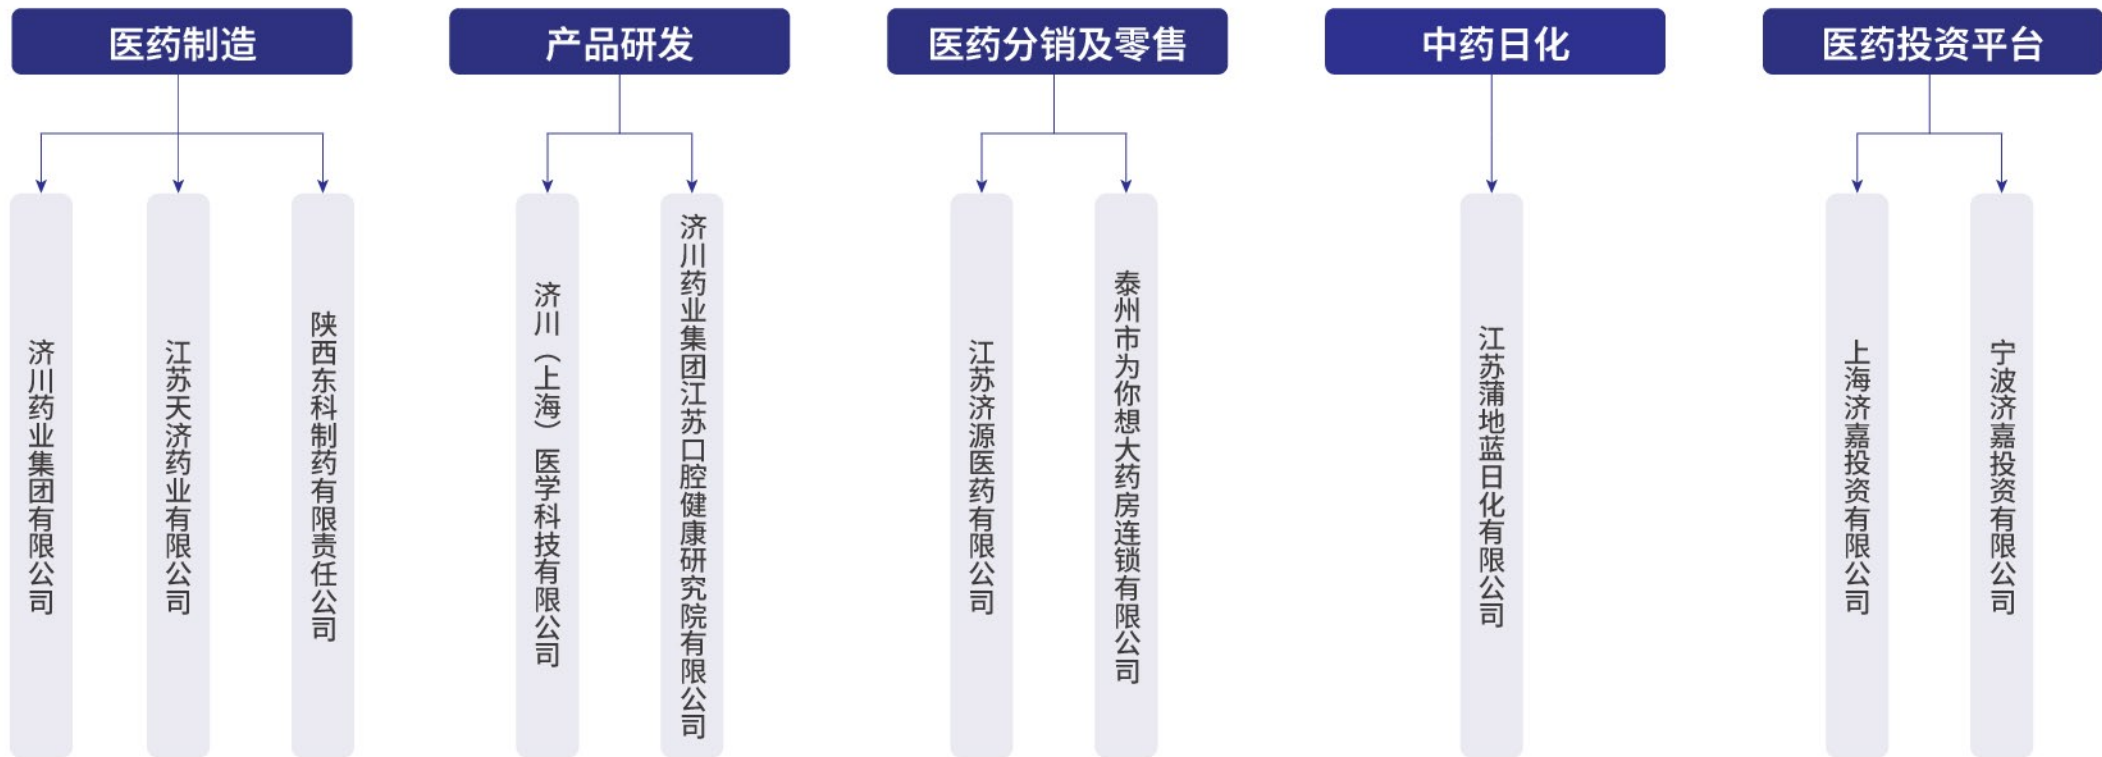 医药制造
济川药业集团有限公司
江苏天济药业有限公司
陕西东科制药有限责任公司
产品研发
济川（上海）医学科技有限公司
济川药业集团江苏口腔健康研究院有限公司
医药分销及零售
江苏济源医药有限公司
泰州市为你想大药房连锁有限公司
中药日化
江苏蒲地蓝日化有限公司
医药投资平台
上海济嘉投资有限公司
宁波济嘉投资有限公司